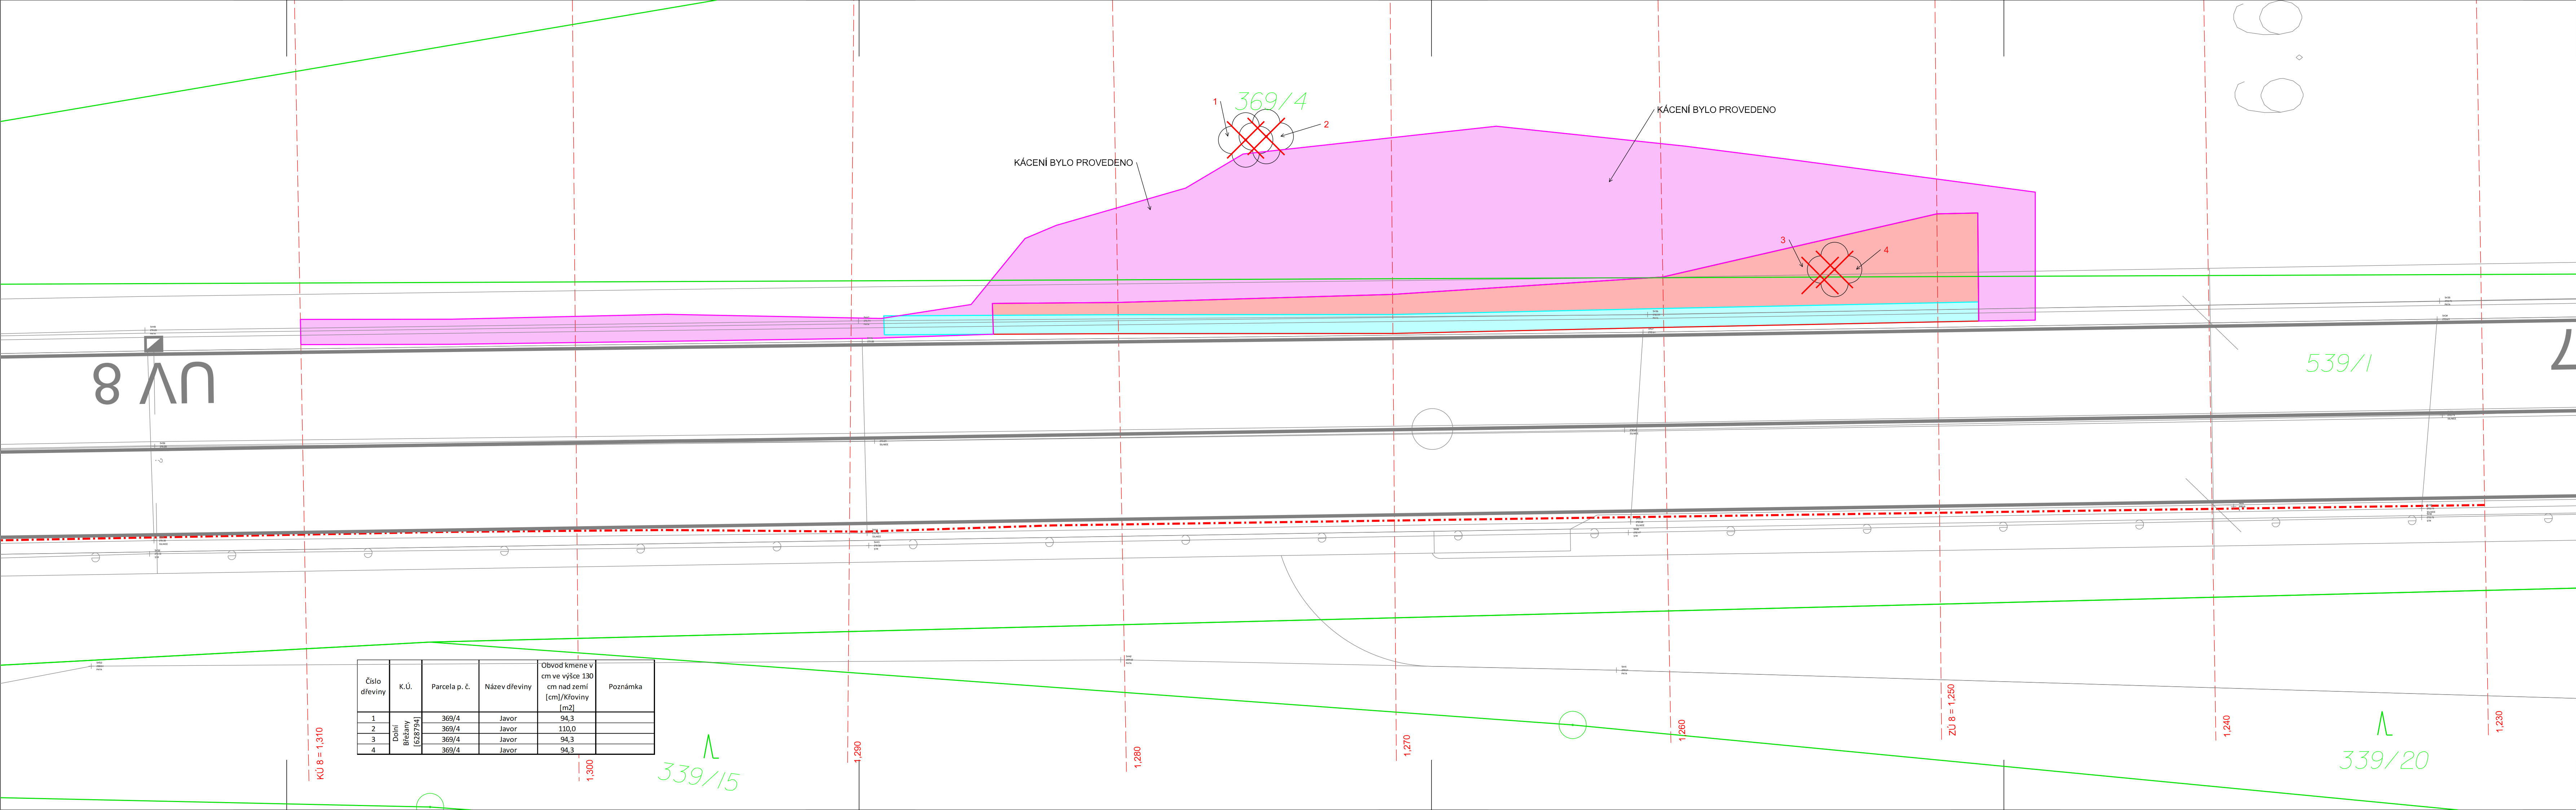 369/4
1
2
KÁCENÍ BYLO PROVEDENO
KÁCENÍ BYLO PROVEDENO
3
4
UV 8
539/1
7
Číslo dřeviny
K.Ú.
Parcela p. č.
Název dřeviny
Obvod kmene v cm ve výšce 130 cm nad zemí [cm]/Křoviny [m2]
Poznámka
Dolní Břežany [628794]
1 369/4 Javor 94,3
2 369/4 Javor 110,0
3 369/4 Javor 94,3
4 369/4 Javor 94,3
KÚ 8 = 1,310
1,300
1,290
1,280
1,270
1,260
ZÚ 8 = 1,250
1,240
1,230
339/15
339/20